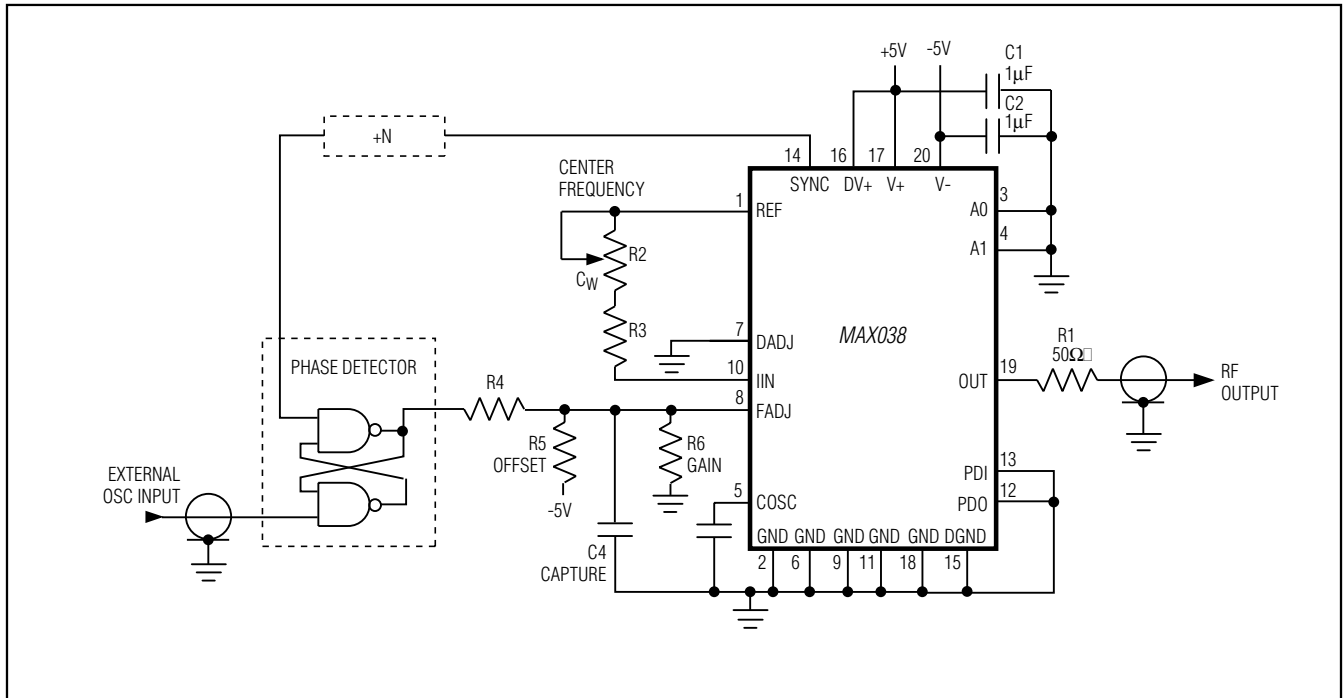 +5V
-5V
C1
1µF
C2
1µF
+N
14
16
17
20
SYNC
DV+
V+
V-
CENTER
FREQUENCY
1
REF
A0
3
A1
4
R2
CW
R3
7
DADJ
MAX038
10
IIN
8
FADJ
PHASE DETECTOR
R4
R5
OFFSET
-5V
R6
GAIN
OUT
19
R1
50Ω□
RF
OUTPUT
EXTERNAL
OSC INPUT
5
COSC
PDI
13
PDO
12
C4
CAPTURE
GND
GND
GND
GND
GND
DGND
2
6
9
11
18
15